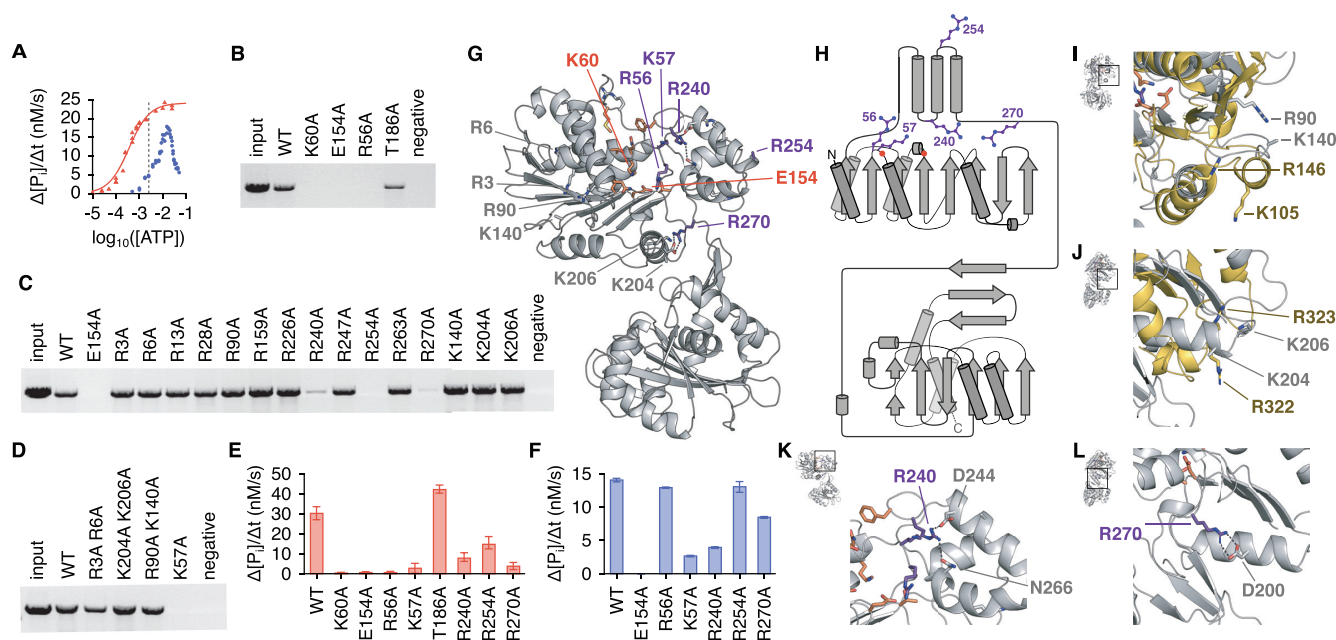 A
Δ[Pi]/Δt (nM/s)
25
20
15
10
5
0
-5 -4 -3 -2 -1
log10([ATP])
B
input
WT
K60A
E154A
R56A
T186A
negative
C
input
WT
E154A
R3A
R6A
R13A
R28A
R90A
R159A
R226A
R240A
R247A
R254A
R263A
R270A
K140A
K204A
K206A
negative
D
input
WT
R3A R6A
K204A K206A
R90A K140A
K57A
negative
E
Δ[Pi]/Δt (nM/s)
50
40
30
20
10
0
WT
K60A
E154A
R56A
K57A
T186A
R240A
R254A
R270A
F
Δ[Pi]/Δt (nM/s)
15
10
5
0
WT
E154A
R56A
K57A
R240A
R254A
R270A
G
K60
K57
R56
R240
R6
R254
R3
E154
R90
K140
R270
K206
K204
H
254
56
57
240
270
N
C
I
R90
K140
R146
K105
J
R323
K206
K204
R322
K
R240
D244
N266
L
R270
D200